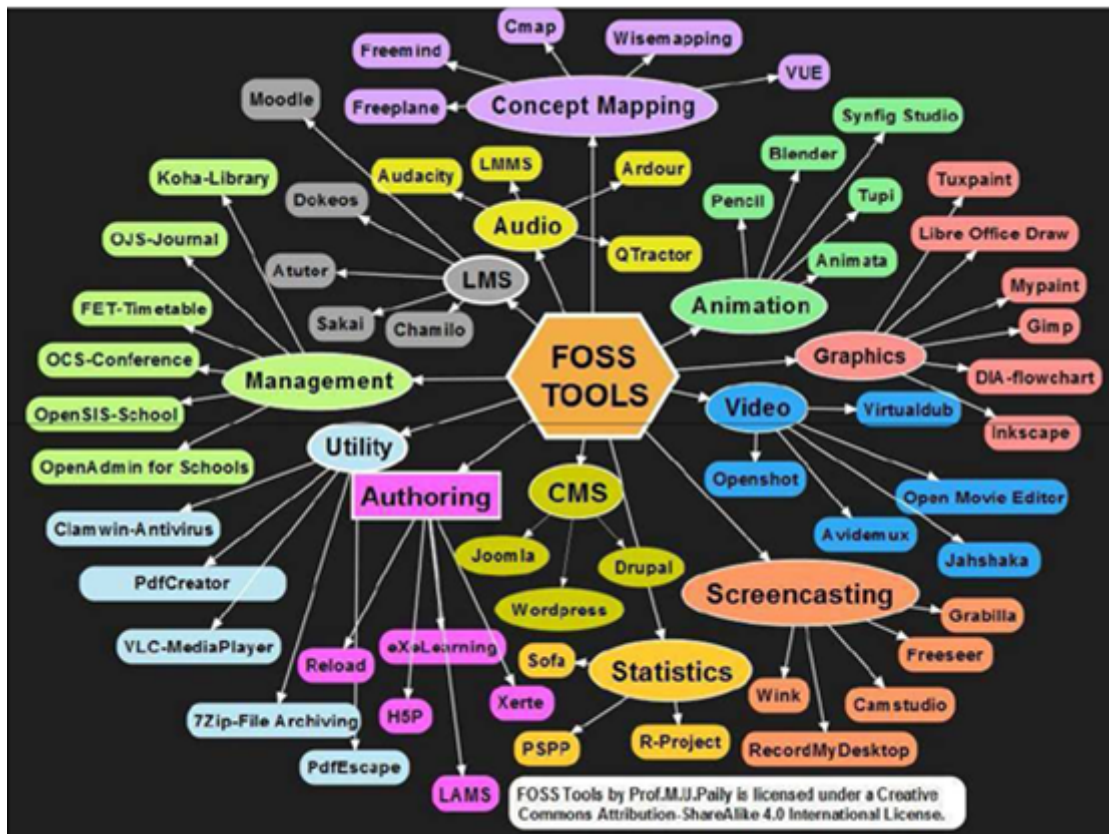 Cmap
Wisemapping
Freemind
VUE
Moodle
Freeplane
Concept Mapping
Synfig Studio
LMMS
Ardour
Blender
Koha-Library
Audacity
Tuxpaint
Dokeos
Pencil
Tupi
Audio
Libre Office Draw
OJS-Journal
QTractor
Animata
Atutor
LMS
Mypaint
FET-Timetable
Animation
Sakai
Chamilo
Gimp
OCS-Conference
FOSS
TOOLS
Graphics
Management
DIA-flowchart
OpenSIS-School
Video
Virtualdub
Inkscape
Utility
OpenAdmin for Schools
Openshot
Authoring
CMS
Open Movie Editor
Clamwin-Antivirus
Avidemux
Joomla
Drupal
Jahshaka
PdfCreator
Screencasting
Wordpress
Grabilla
VLC-MediaPlayer
eXeLearning
Reload
Sofa
Statistics
Freeseer
Wink
Xerte
Camstudio
7Zip-File Archiving
H5P
PSPP
R-Project
RecordMyDesktop
PdfEscape
LAMS
FOSS Tools by Prof.M.U.Paily is licensed under a Creative
Commons Attribution-ShareAlike 4.0 International License.